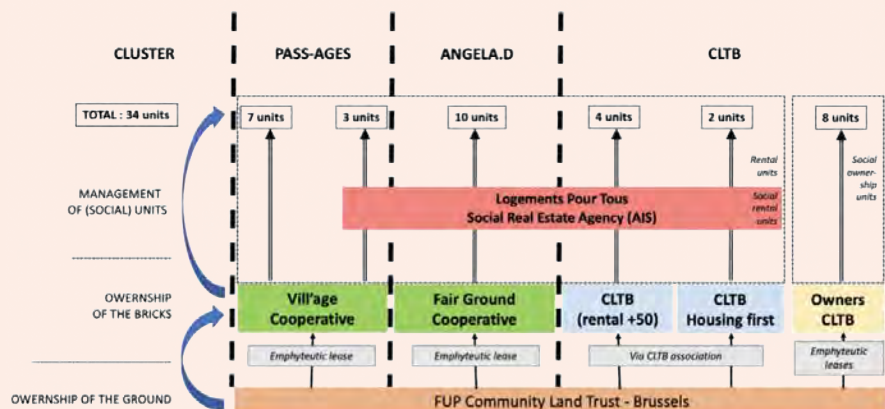 CLUSTER
PASS-AGES
ANGELA.D
CLTB
TOTAL : 34 units
7 units
3 units
10 units
4 units
2 units
8 units
Rental
units
Social
owner-
ship
units
MANAGEMENT
OF (SOCIAL) UNITS
Logements Pour Tous
Social Real Estate Agency (AIS)
Social
rental
units
OWERNSHIP
OF THE BRICKS
Vill'age
Cooperative
Fair Ground
Cooperative
CLTB
(rental +50)
CLTB
Housing first
Owners
CLTB
Emphyteutic lease
Emphyteutic lease
Via CLTB association
Emphyteutic
leases
OWERNSHIP OF THE GROUND
FUP Community Land Trust - Brussels